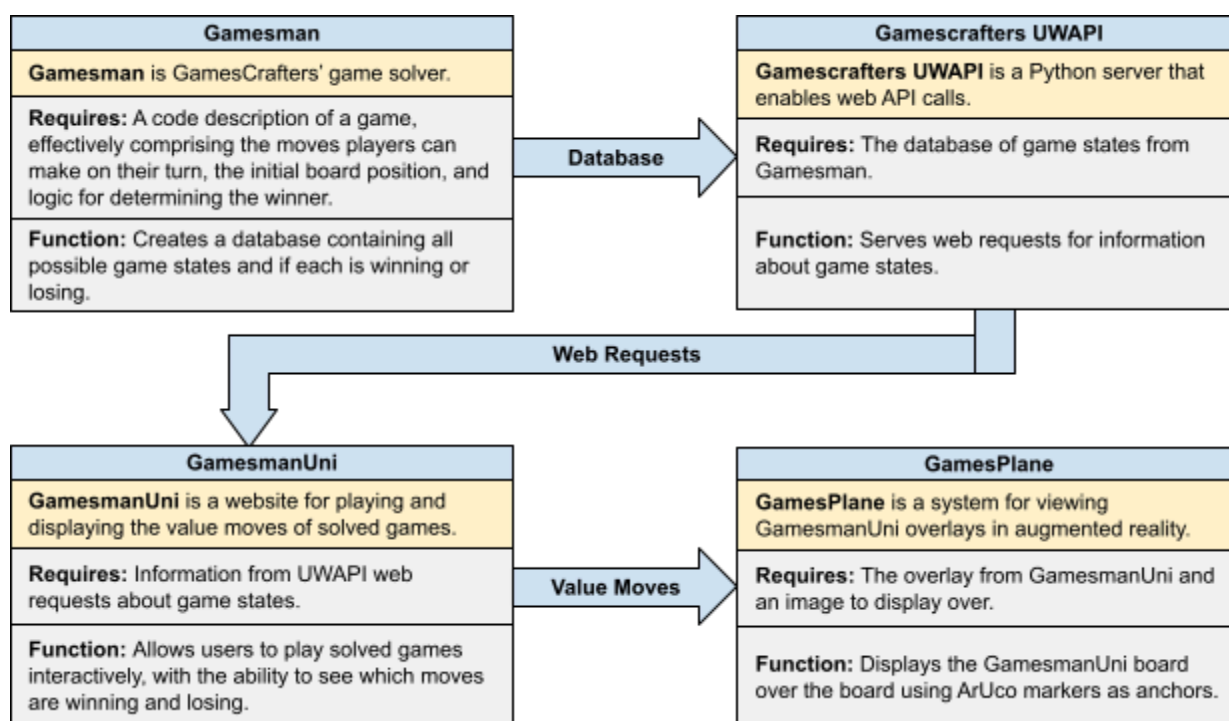 Gamesman
Gamesman is GamesCrafters' game solver.
Requires: A code description of a game,
effectively comprising the moves players can
make on their turn, the initial board position, and
logic for determining the winner.
Function: Creates a database containing all
possible game states and if each is winning or
losing.
Database
Gamescrafters UWAPI
Gamescrafters UWAPI is a Python server that
enables web API calls.
Requires: The database of game states from
Gamesman.
Function: Serves web requests for information
about game states.
Web Requests
GamesmanUni
GamesmanUni is a website for playing and
displaying the value moves of solved games.
Requires: Information from UWAPI web
requests about game states.
Function: Allows users to play solved games
interactively, with the ability to see which moves
are winning and losing.
Value Moves
GamesPlane
GamesPlane is a system for viewing
GamesmanUni overlays in augmented reality.
Requires: The overlay from GamesmanUni and
an image to display over.
Function: Displays the GamesmanUni board
over the board using ArUco markers as anchors.